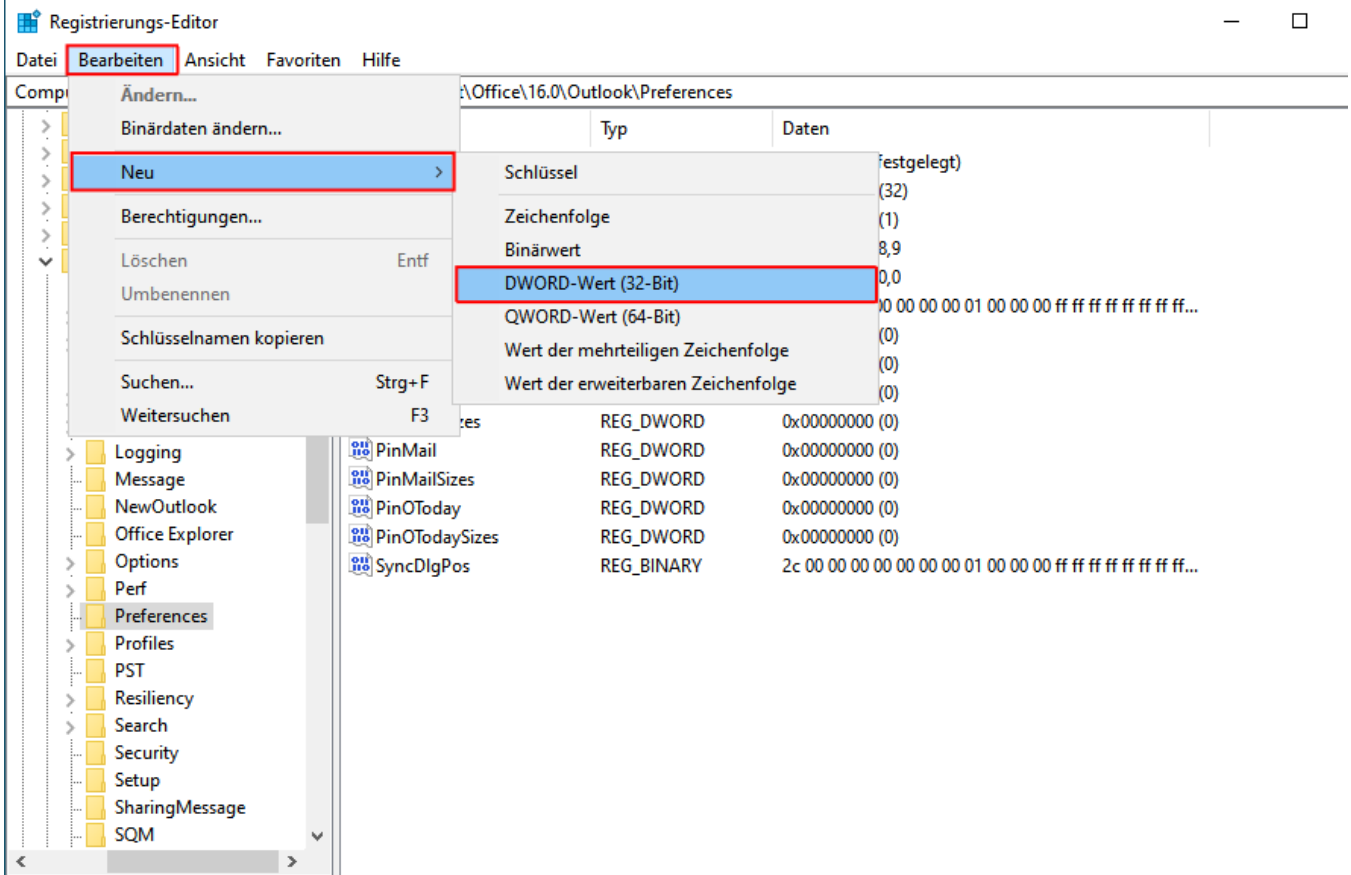 Registrierungs-Editor
Datei Bearbeiten Ansicht Favoriten Hilfe
Ändern...
t\Office\16.0\Outlook\Preferences
Binärdaten ändern...
Typ Daten
Neu
Schlüssel
festgelegt)
(32)
Berechtigungen...
Zeichenfolge
(1)
Binärwert
8,9
Löschen Entf
DWORD-Wert (32-Bit)
0,0
Umbenennen
QWORD-Wert (64-Bit)
00 00 00 00 01 00 00 00 ff ff ff ff ff ff ff ff...
Schlüsselnamen kopieren
Wert der mehrteiligen Zeichenfolge
(0)
(0)
Suchen... Strg+F
Wert der erweiterbaren Zeichenfolge
(0)
Weitersuchen F3
zes REG_DWORD 0x00000000 (0)
Logging
PinMail REG_DWORD 0x00000000 (0)
Message
PinMailSizes REG_DWORD 0x00000000 (0)
NewOutlook
PinOToday REG_DWORD 0x00000000 (0)
Office Explorer
PinOTodaySizes REG_DWORD 0x00000000 (0)
Options
SyncDlgPos REG_BINARY 2c 00 00 00 00 00 00 00 01 00 00 00 ff ff ff ff ff ff ff ff...
Perf
Preferences
Profiles
PST
Resiliency
Search
Security
Setup
SharingMessage
SQM